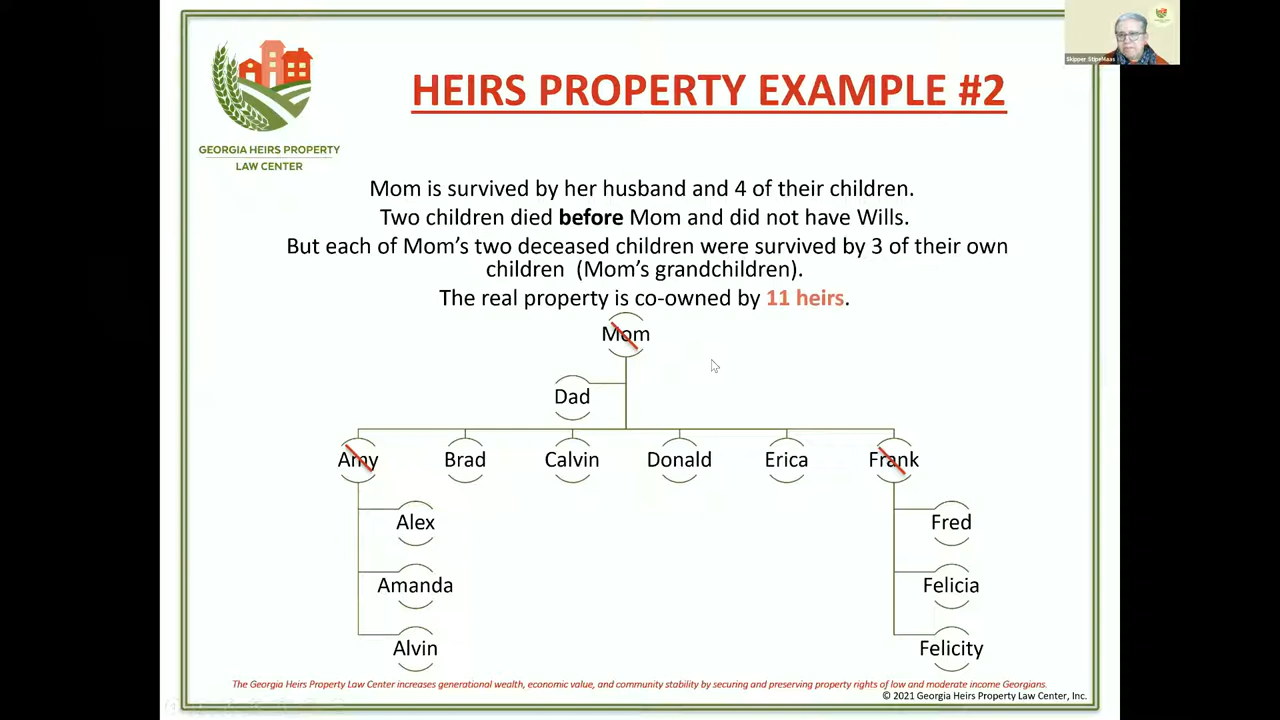 Skipper StipeMaas
HEIRS PROPERTY EXAMPLE #2
GEORGIA HEIRS PROPERTY
LAW CENTER
Mom is survived by her husband and 4 of their children.
Two children died before Mom and did not have Wills.
But each of Mom's two deceased children were survived by 3 of their own
children (Mom's grandchildren).
The real property is co-owned by 11 heirs.
Mom
Dad
Amy Brad Calvin Donald Erica Frank
Alex Fred
Amanda Felicia
Alvin Felicity
The Georgia Heirs Property Law Center increases generational wealth, economic value, and community stability by securing and preserving property rights of low and moderate income Georgians.
© 2021 Georgia Heirs Property Law Center, Inc.